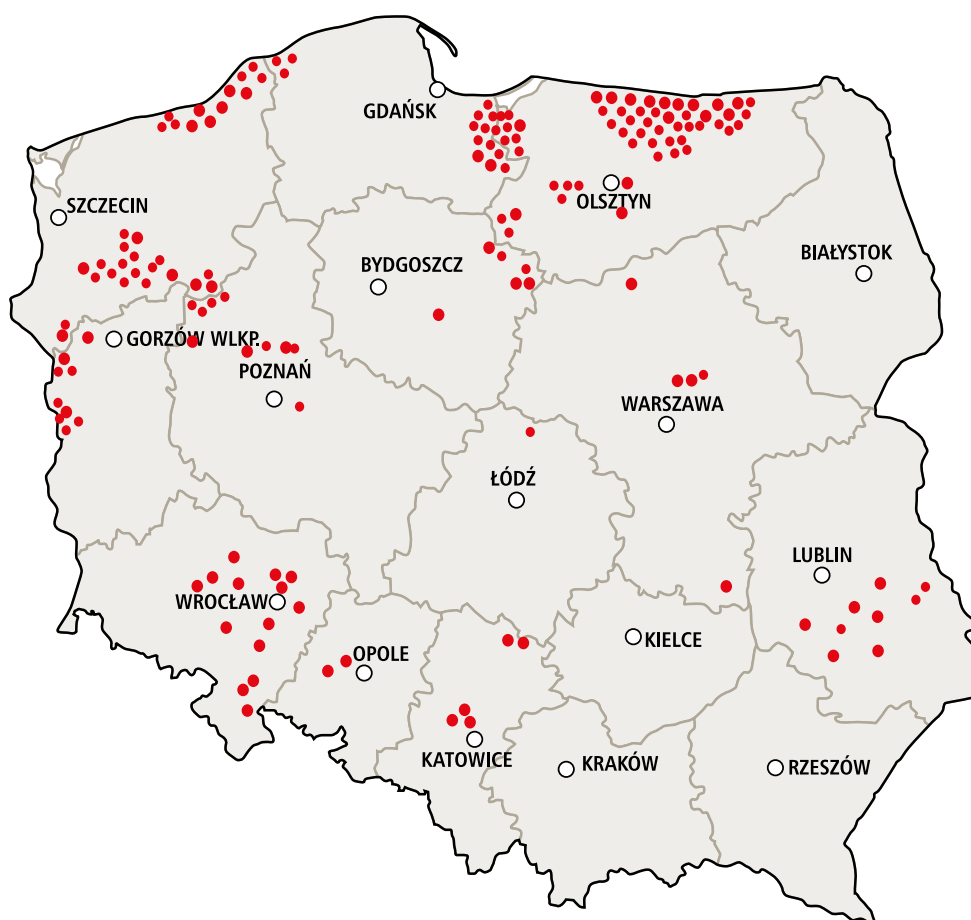 GDAŃSK
SZCZECIN
OLSZTYN
BIAŁYSTOK
BYDGOSZCZ
GORZÓW WLKP.
POZNAŃ
WARSZAWA
ŁÓDŹ
LUBLIN
WROCŁAW
KIELCE
OPOLE
KATOWICE
KRAKÓW
RZESZÓW